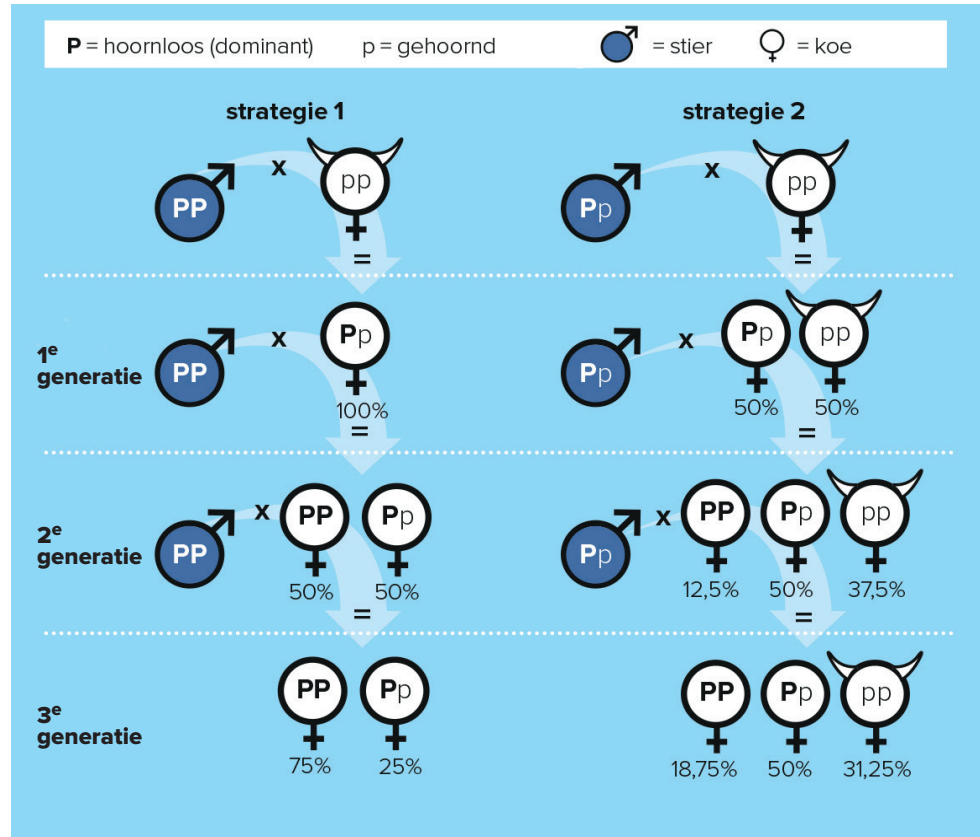 P = hoornloos (dominant) p = gehoornd = stier = koe
strategie 1 strategie 2
PP x pp Pp x pp
= =
1e generatie PP x Pp Pp x Pp pp
100% 50% 50%
= =
2e generatie PP x PP Pp Pp x PP Pp pp
50% 50% 12,5% 50% 37,5%
= =
3e generatie PP Pp PP Pp pp
75% 25% 18,75% 50% 31,25%